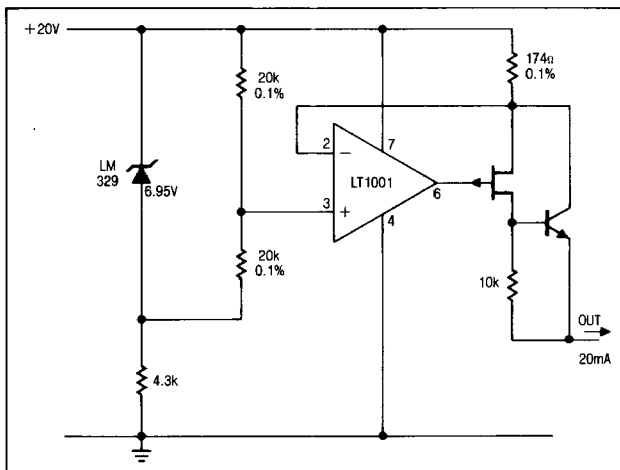 +20V
20k
0.1%
174Ω
0.1%
LM
329
6.95V
2
−
7
LT1001
6
3
+
4
20k
0.1%
10k
OUT
20mA
4.3k